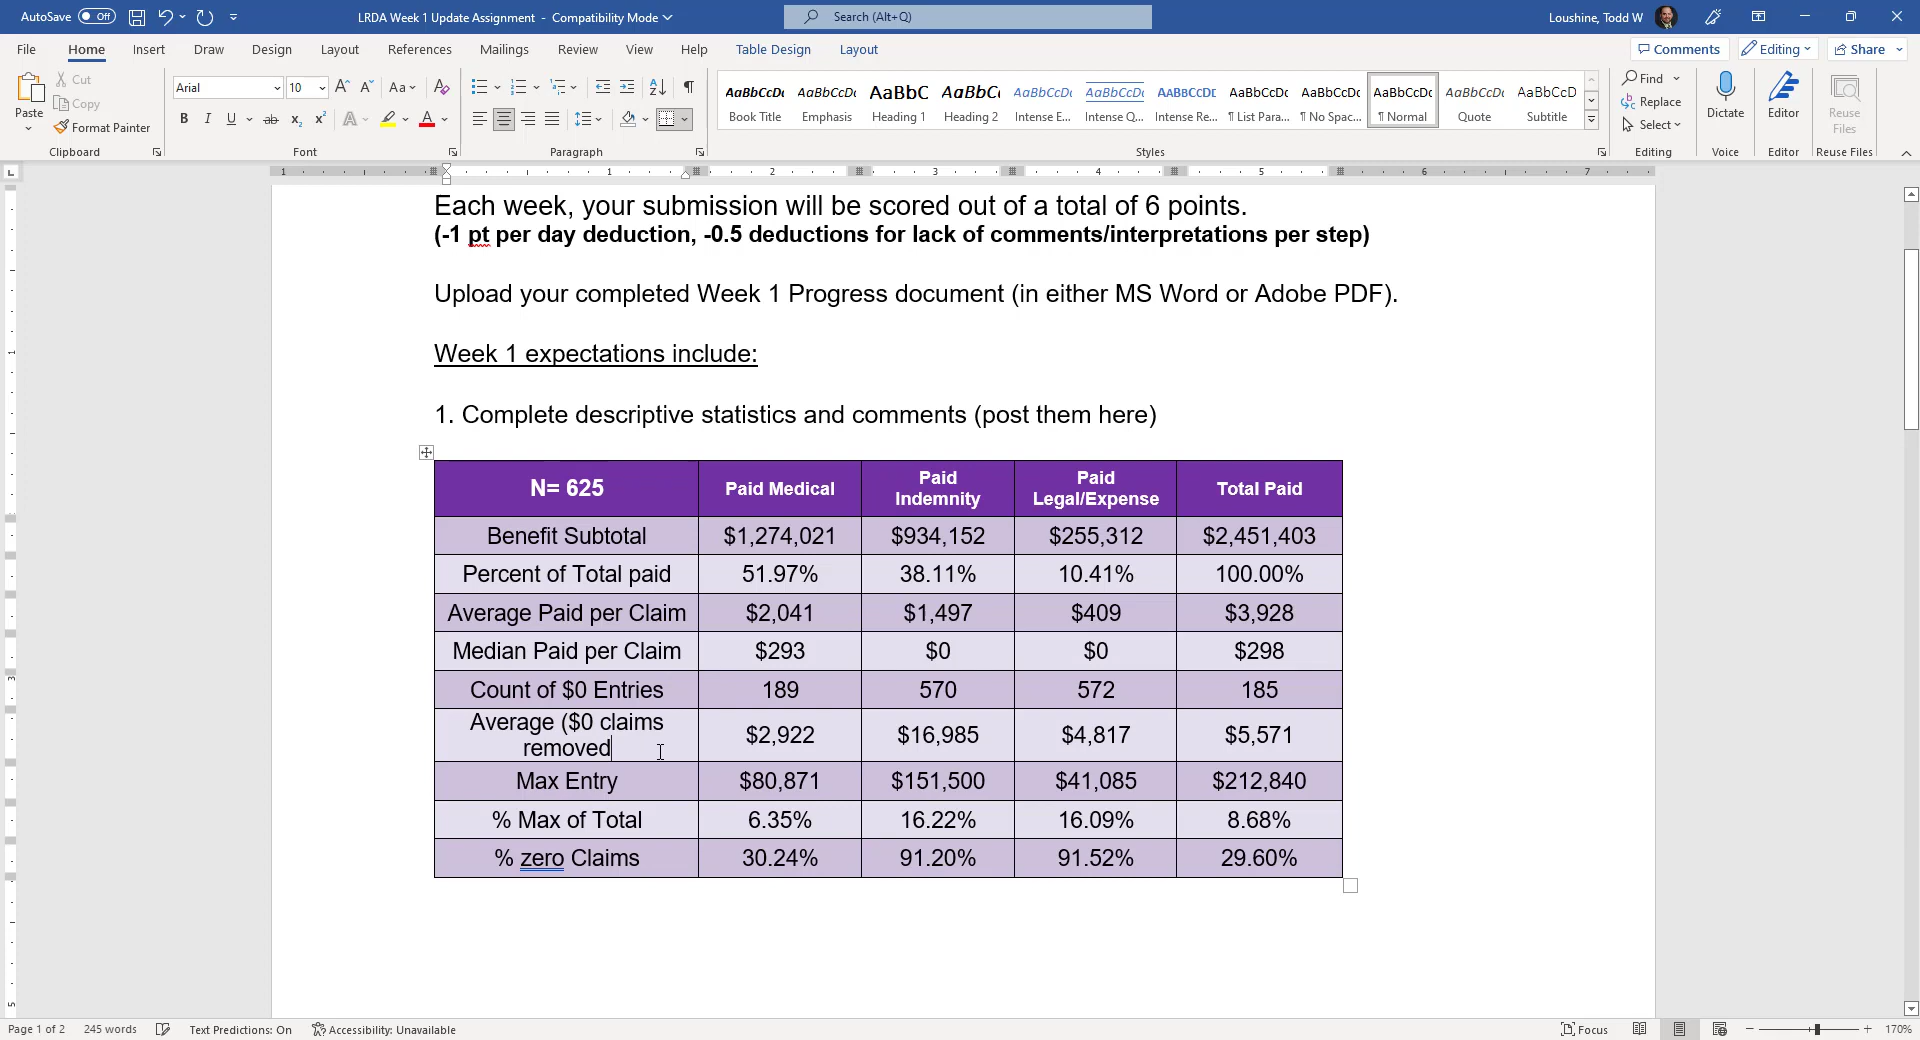 AutoSave Off LRDA Week 1 Update Assignment - Compatibility Mode Search (Alt+Q) Loushine, Todd W
File Home Insert Draw Design Layout References Mailings Review View Help Table Design Layout Comments Editing Share
Paste
Cut
Copy
Format Painter
Clipboard
Arial 10
Font
Paragraph
AaBbCcDc AaBbCcDc AaBbC AaBbCc AaBbCcDc AaBbCcDc AABBCCDE AaBbCcDc AaBbCcDc AaBbCcDc AaBbCcDc AaBbCcD
Book Title Emphasis Heading 1 Heading 2 Intense E... Intense Q... Intense Re... ¶ List Para... ¶ No Spac... ¶ Normal Quote Subtitle
Styles
Find
Replace
Select
Editing
Dictate
Voice
Editor
Editor
Reuse
Files
Reuse Files
Each week, your submission will be scored out of a total of 6 points.
(-1 pt per day deduction, -0.5 deductions for lack of comments/interpretations per step)
Upload your completed Week 1 Progress document (in either MS Word or Adobe PDF).
Week 1 expectations include:
1. Complete descriptive statistics and comments (post them here)
N= 625 Paid Medical Paid Indemnity Paid Legal/Expense Total Paid
Benefit Subtotal $1,274,021 $934,152 $255,312 $2,451,403
Percent of Total paid 51.97% 38.11% 10.41% 100.00%
Average Paid per Claim $2,041 $1,497 $409 $3,928
Median Paid per Claim $293 $0 $0 $298
Count of $0 Entries 189 570 572 185
Average ($0 claims removed $2,922 $16,985 $4,817 $5,571
Max Entry $80,871 $151,500 $41,085 $212,840
% Max of Total 6.35% 16.22% 16.09% 8.68%
% zero Claims 30.24% 91.20% 91.52% 29.60%
Page 1 of 2 245 words Text Predictions: On Accessibility: Unavailable Focus 170%